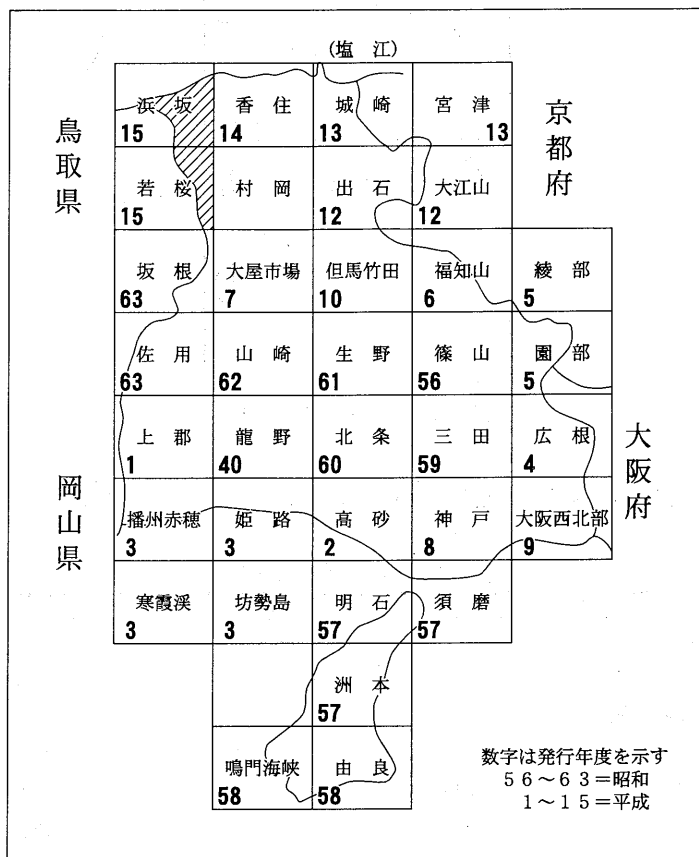 (塩 江)
浜 坂 香 住 城 崎 宮 津
15 14 13 13
鳥取県
京都府
若 桜 村 岡 出 石 大江山
15 12 12
坂 根 大屋市場 但馬竹田 福知山 綾 部
63 7 10 6 5
佐 用 山 崎 生 野 篠 山 園 部
63 62 61 56 5
上 郡 龍 野 北 条 三 田 広 根
1 40 60 59 4
岡山県
大阪府
播州赤穂 姫 路 高 砂 神 戸 大阪西北部
3 3 2 8 9
寒霞渓 坊勢島 明 石 須 磨
3 3 57 57
洲 本
57
鳴門海峡 由 良
58 58
数字は発行年度を示す
56~63=昭和
1~15=平成